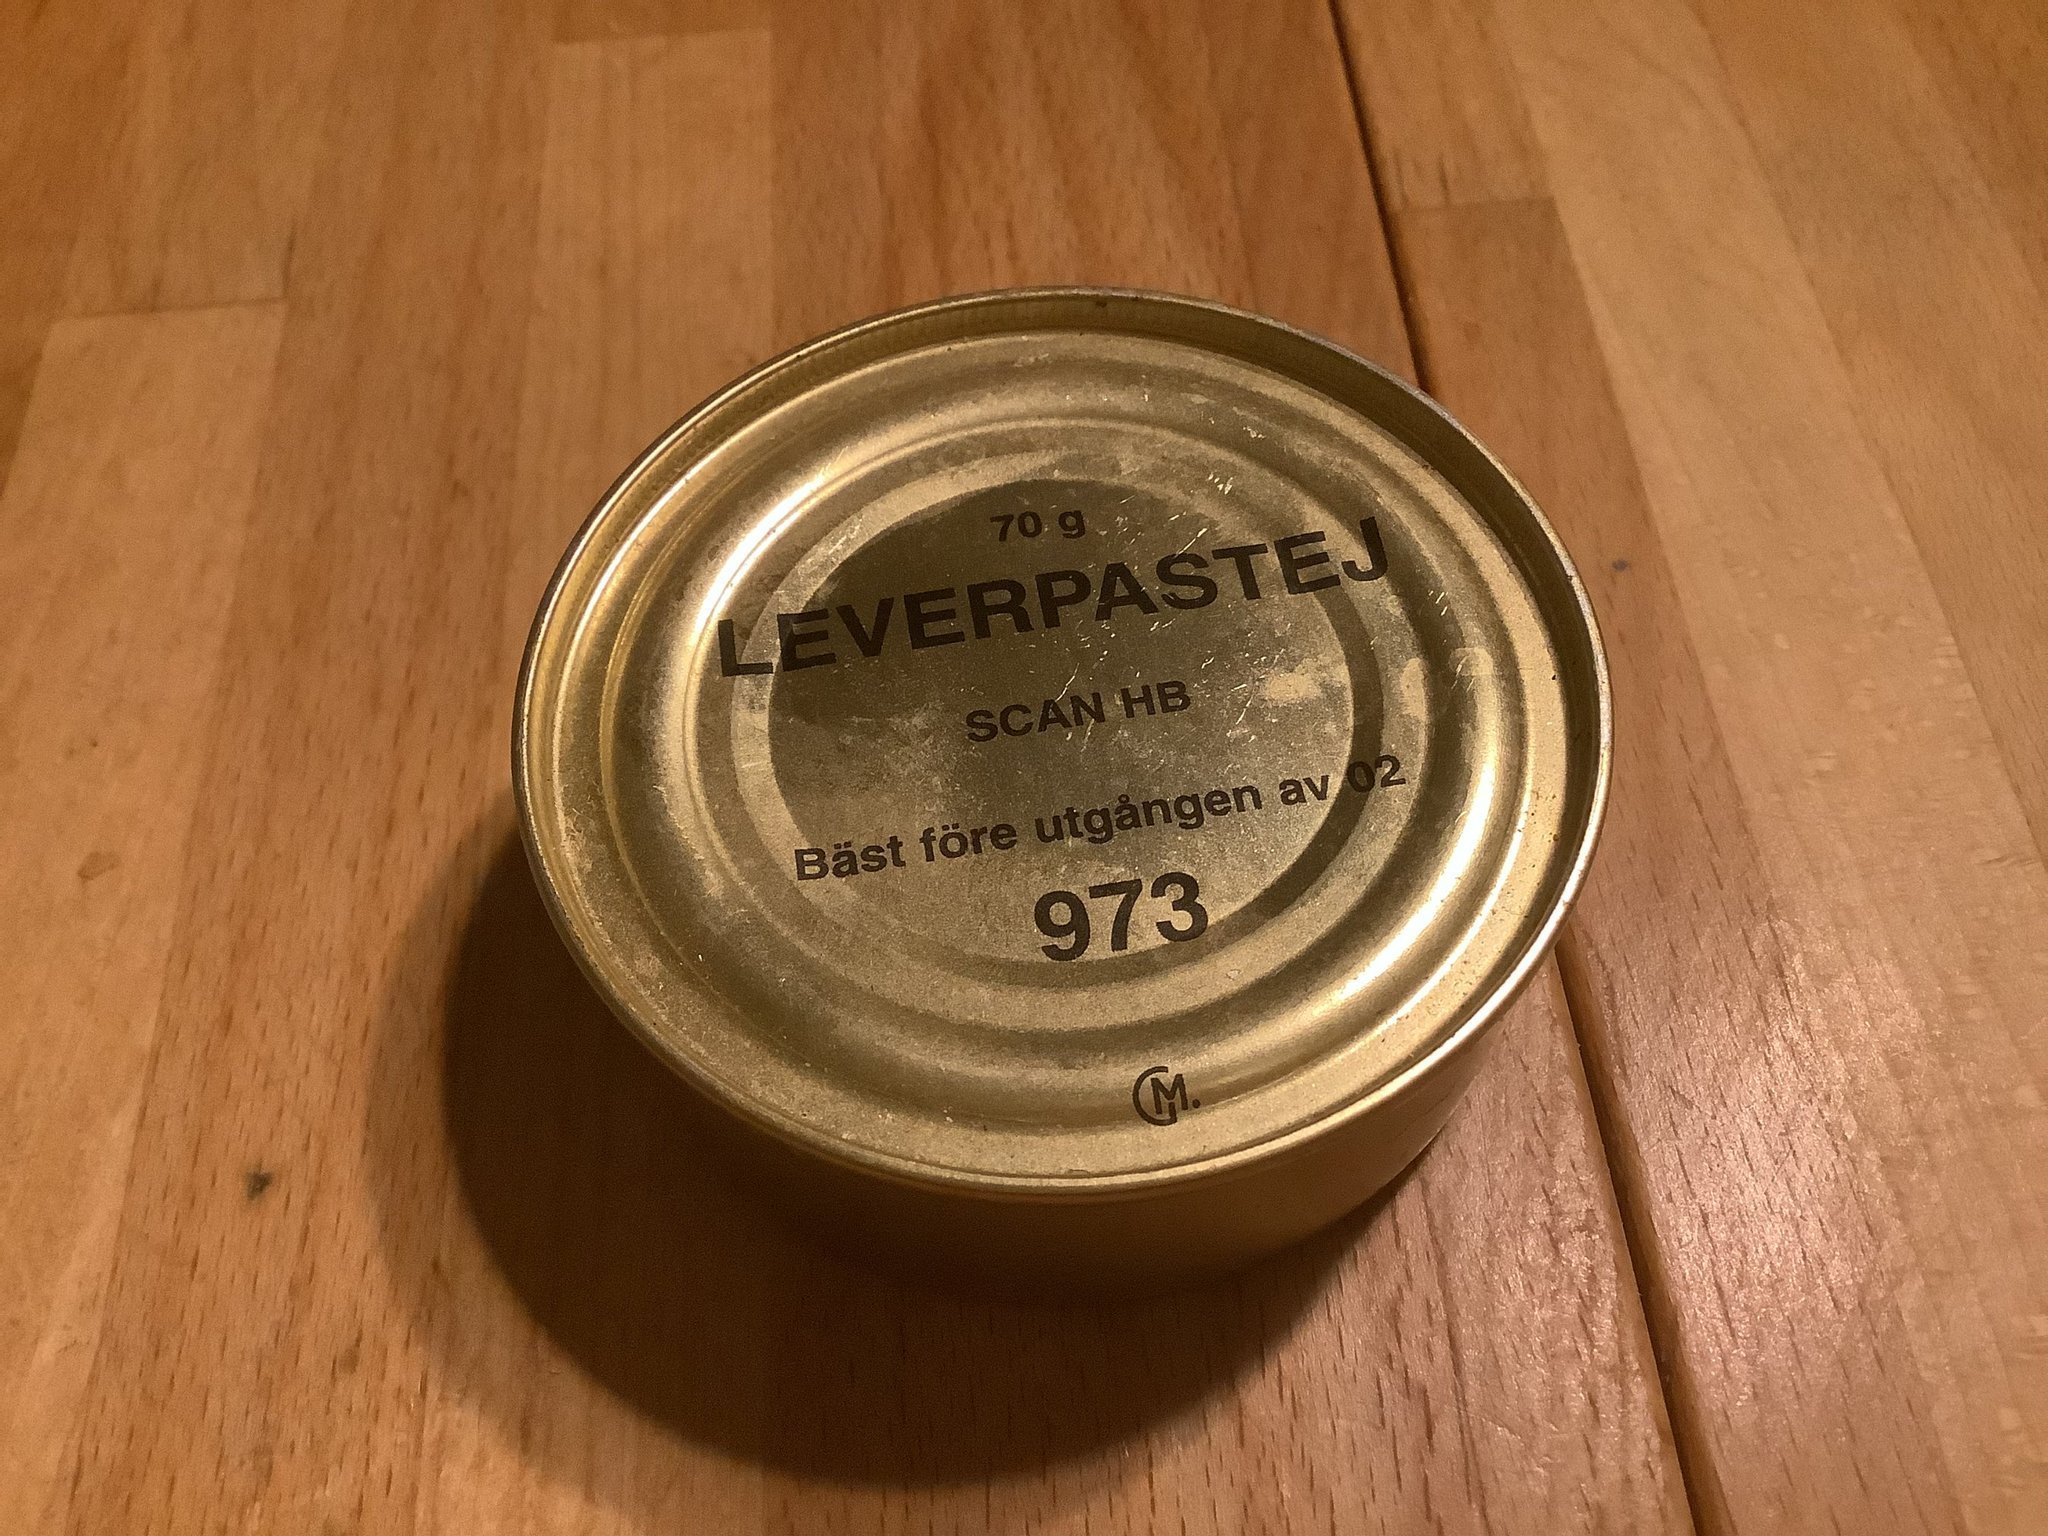 70 g
LEVERPASTEJ
SCAN HB
Bäst före utgången av 02
973
GM.